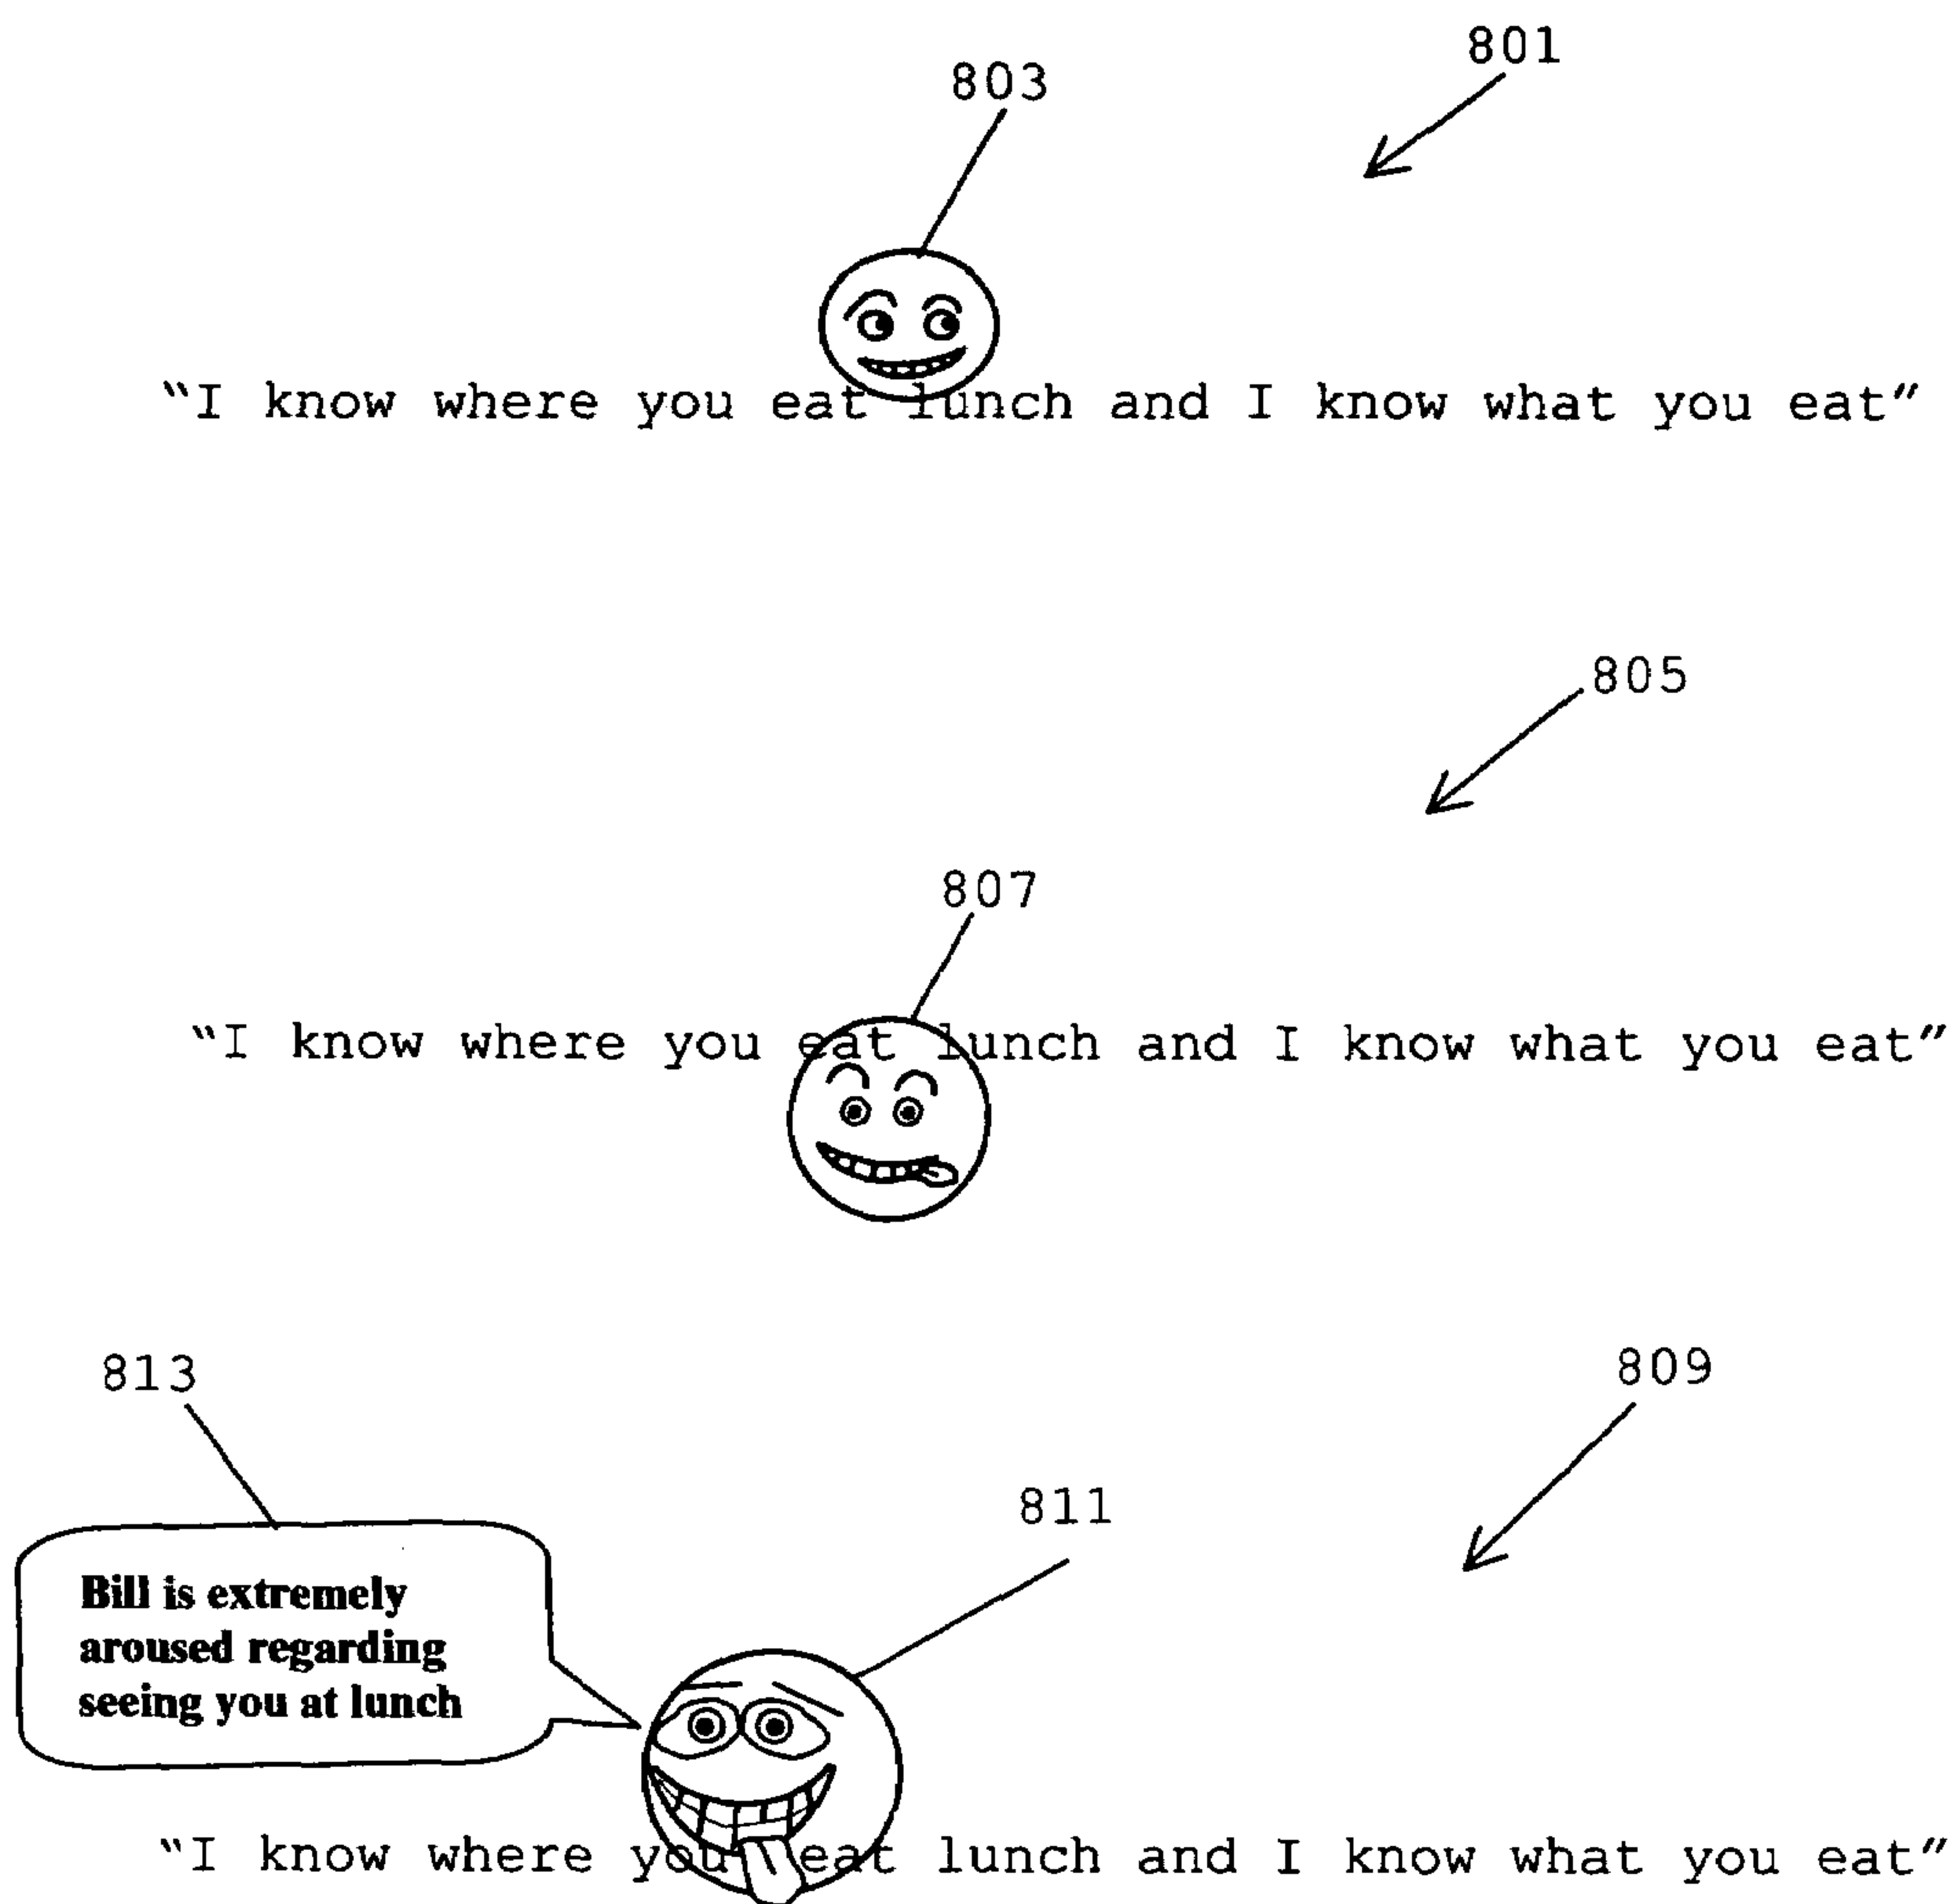 801
803
“I know where you eat lunch and I know what you eat”
805
807
“I know where you eat lunch and I know what you eat”
813
809
811
Bill is extremely
aroused regarding
seeing you at lunch
“I know where you eat lunch and I know what you eat”